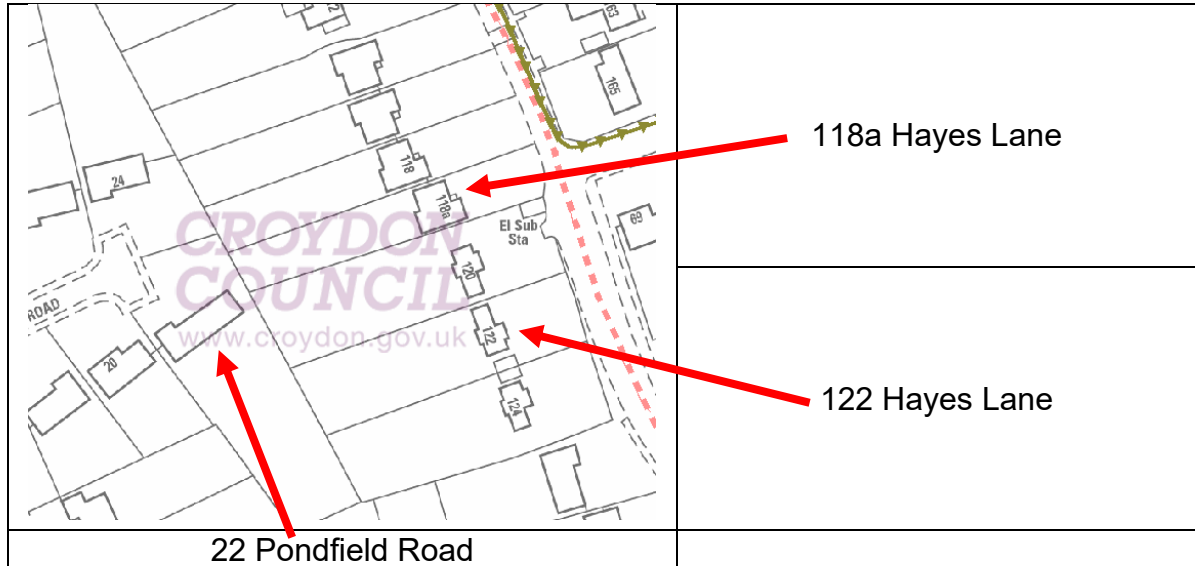 63
165
118
24
118a
118a Hayes Lane
CROYDON
COUNCIL
www.croydon.gov.uk
El Sub
Sta
120
ROAD
122
20
124
122 Hayes Lane
22 Pondfield Road